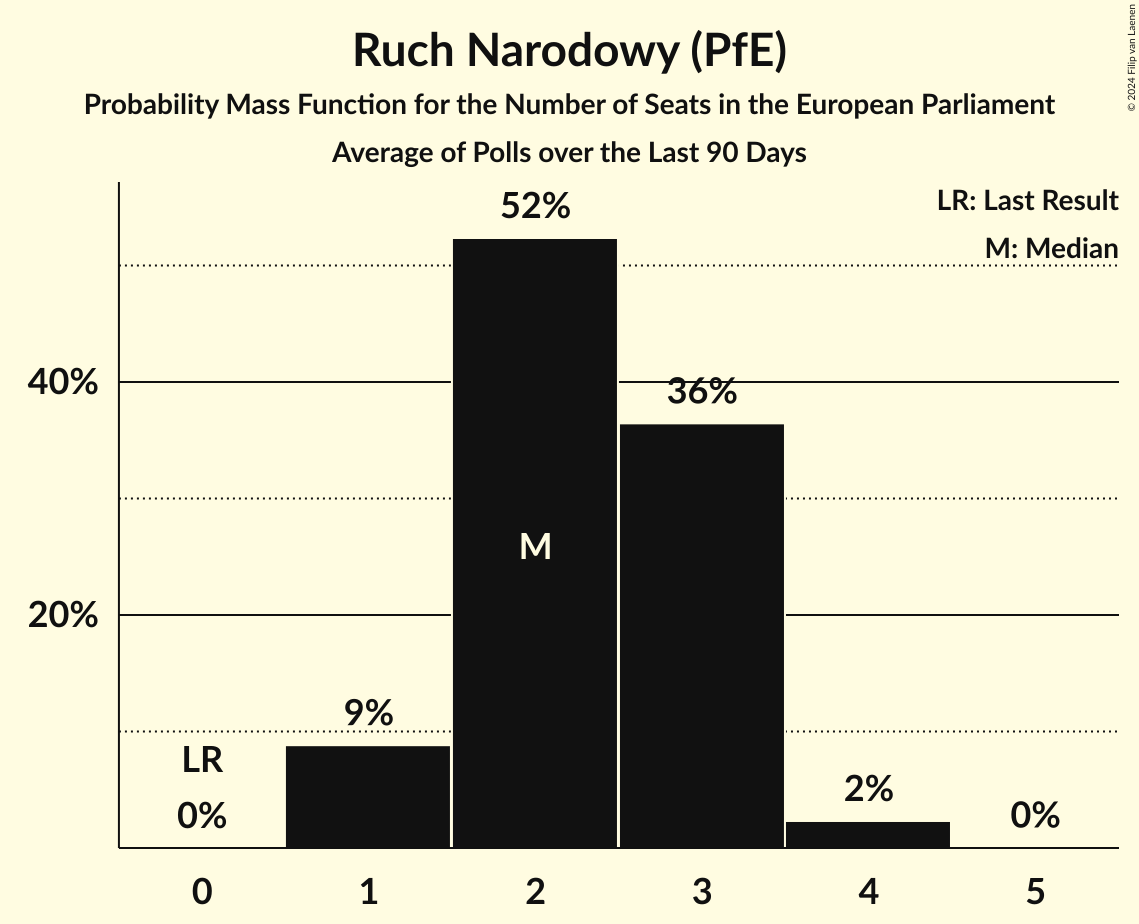 Ruch Narodowy (PfE)
Probability Mass Function for the Number of Seats in the European Parliament
Average of Polls over the Last 90 Days
© 2024 Filip van Laenen
LR: Last Result
M: Median
52%
40%
36%
M
20%
9%
LR
0%
2%
0%
0 1 2 3 4 5